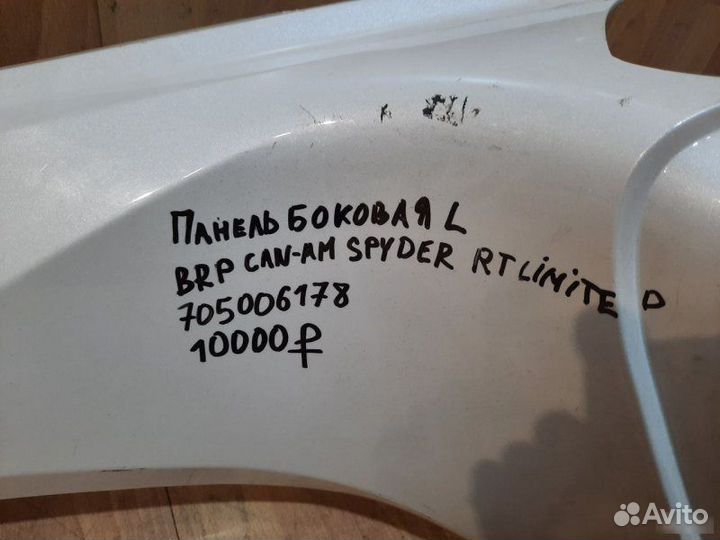 ПАНЕЛЬ БОКОВАЯ L
BRP CAN-AM SPYDER RT LIMITED
705006178
10000₽
Avito